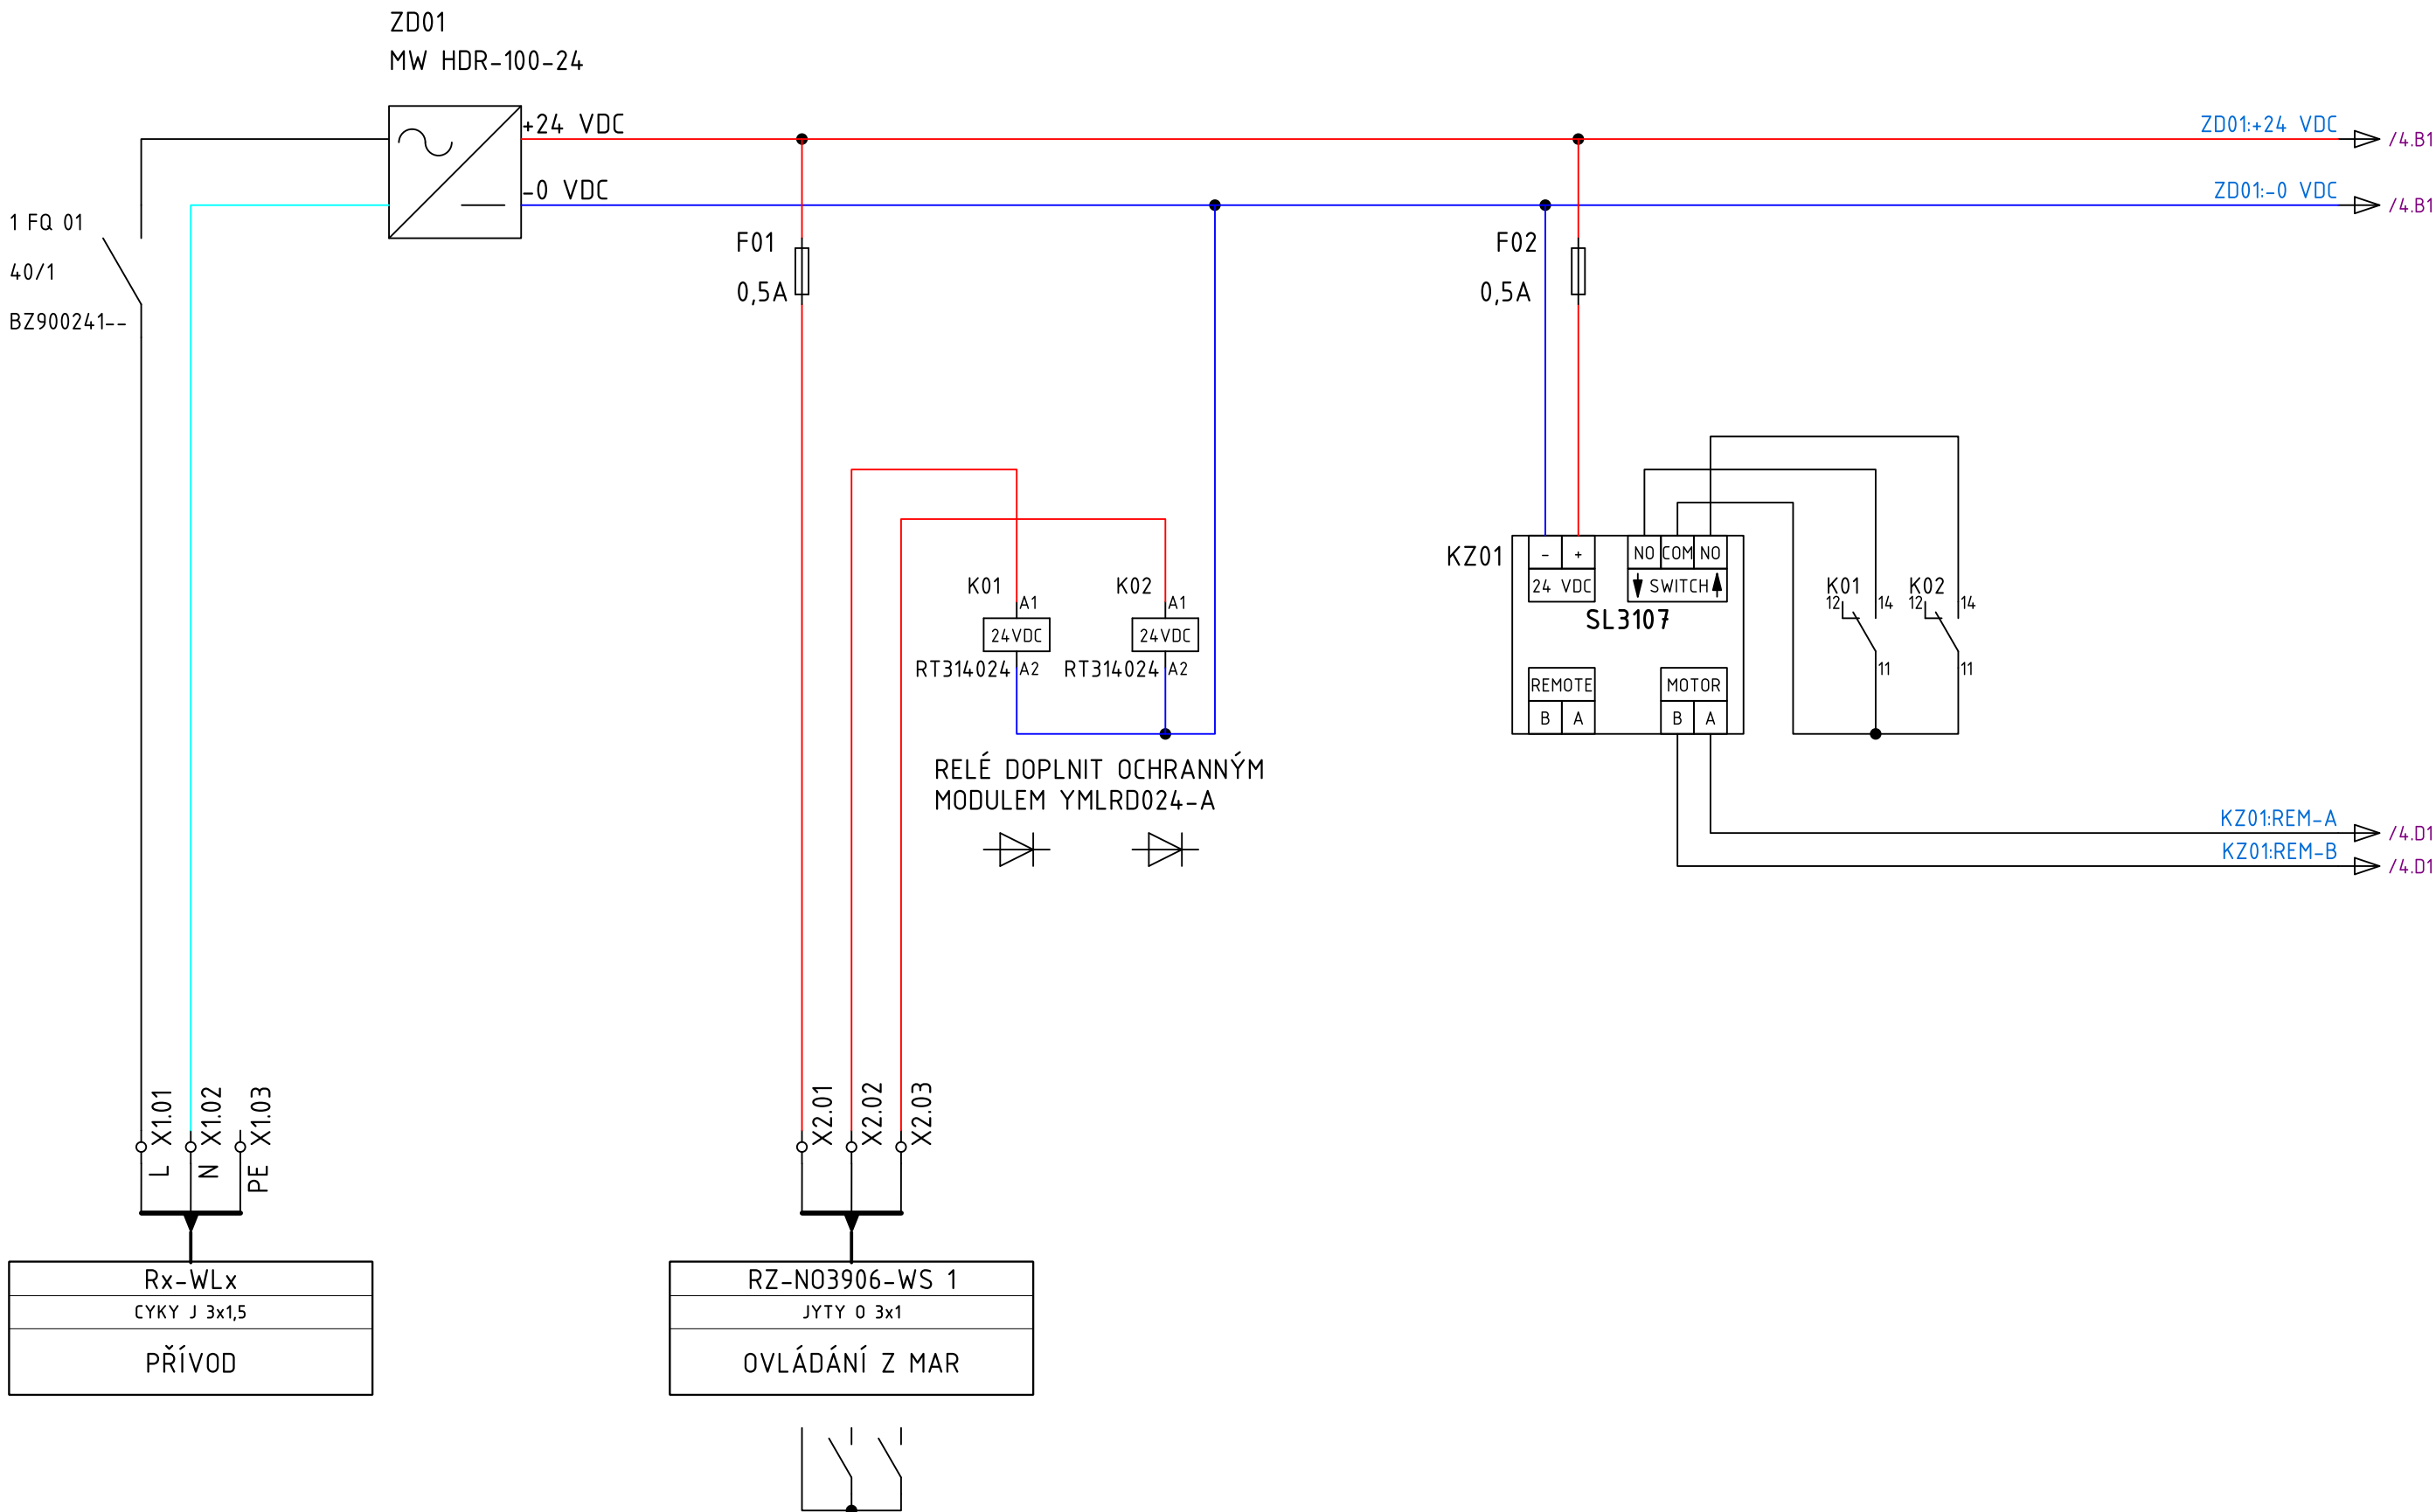 ZD01
MW HDR-100-24
+24 VDC
-0 VDC
ZD01:+24 VDC
/4.B1
ZD01:-0 VDC
/4.B1
1 FQ 01
40/1
BZ900241--
F01
0,5A
F02
0,5A
K01
A1
24VDC
RT314024
A2
K02
A1
24VDC
RT314024
A2
RELÉ DOPLNIT OCHRANNÝM
MODULEM YMLRD024-A
KZ01
- + NO COM NO
24 VDC SWITCH
SL3107
REMOTE MOTOR
B A B A
K01
12 14
11
K02
12 14
11
KZ01:REM-A
/4.D1
KZ01:REM-B
/4.D1
X1.01
X1.02
X1.03
L
N
PE
X2.01
X2.02
X2.03
Rx-WLx
CYKY J 3x1,5
PŘÍVOD
RZ-NO3906-WS 1
JYTY O 3x1
OVLÁDÁNÍ Z MAR